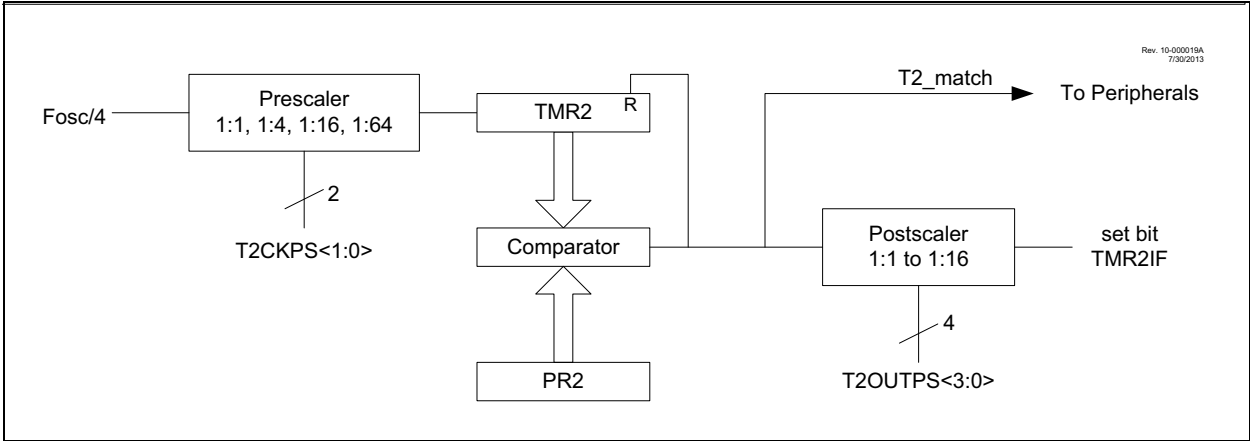 Rev. 10-000019A
7/30/2013
Fosc/4
Prescaler
1:1, 1:4, 1:16, 1:64
2
T2CKPS<1:0>
TMR2
R
Comparator
PR2
T2_match
To Peripherals
Postscaler
1:1 to 1:16
4
T2OUTPS<3:0>
set bit
TMR2IF